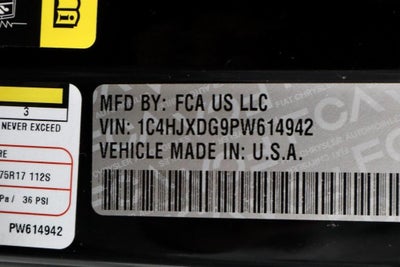 3
NEVER EXCEED
RE
75R17 112S
Pa/ 36 PSI
PW614942
MFD BY: FCA US LLC
VIN: 1C4HJXDG9PW614942
VEHICLE MADE IN: U.S.A.